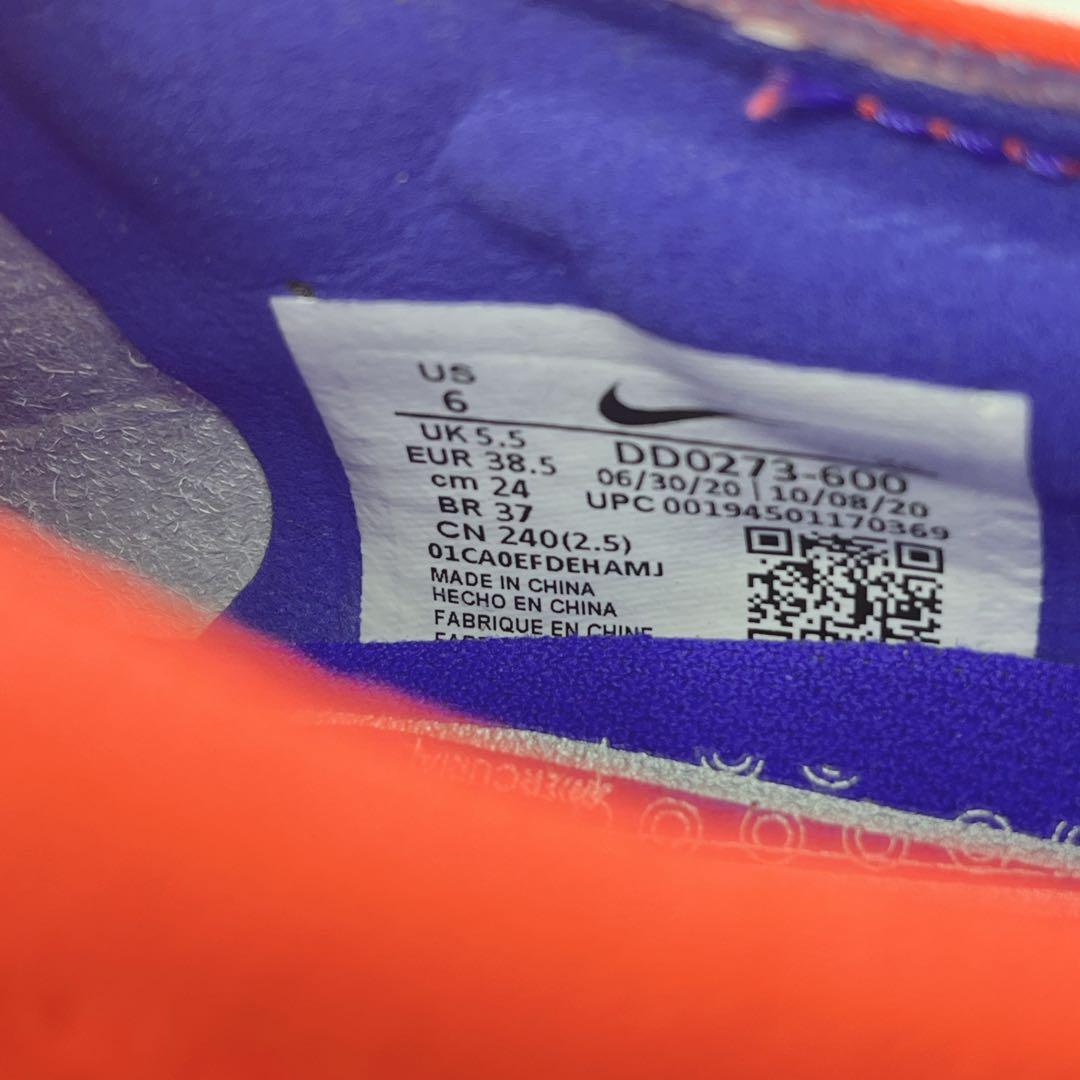 US
6
UK 5.5
EUR 38.5
cm 24
BR 37
CN 240(2.5)
01CA0EFDEHAMJ
MADE IN CHINA
HECHO EN CHINA
FABRIQUE EN CHINE
DD0273-600
06/30/20 | 10/08/20
UPC 00194501170369
MERCURIAL